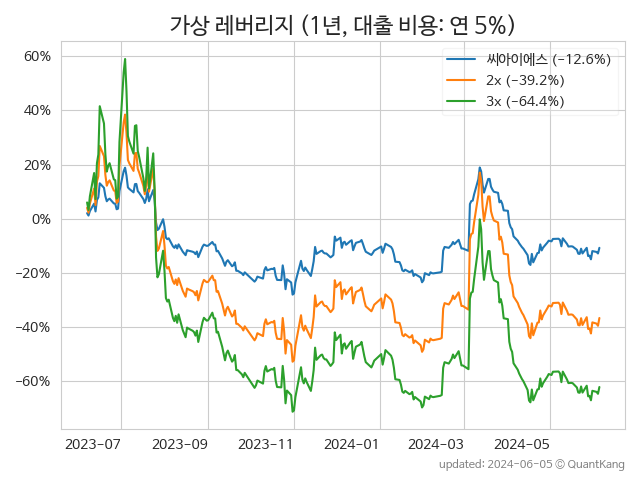 가상 레버리지 (1년, 대출 비용: 연 5%)
씨아이에스 (−12.6%)
2x (−39.2%)
3x (−64.4%)
60%
40%
20%
0%
−20%
−40%
−60%
2023-07 2023-09 2023-11 2024-01 2024-03 2024-05
updated: 2024-06-05 © QuantKang